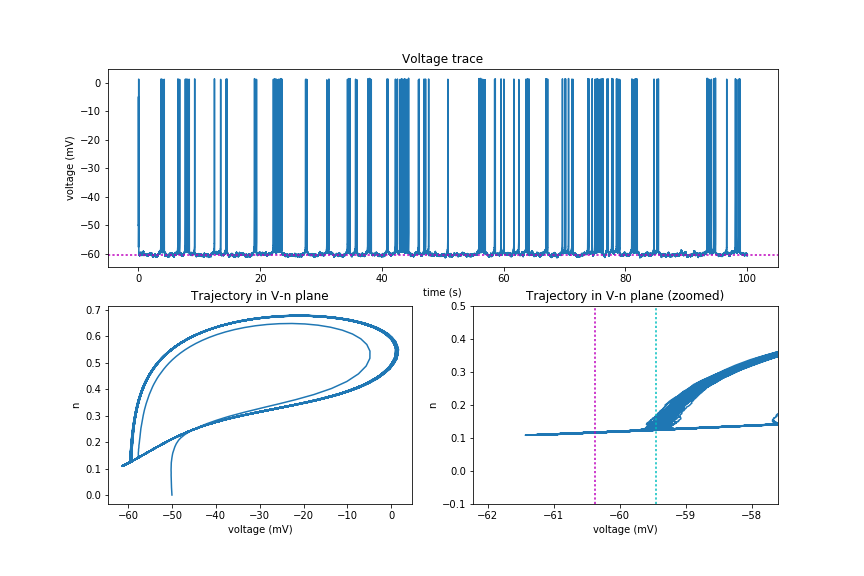 Voltage trace
voltage (mV)
0
−10
−20
−30
−40
−50
−60
0 20 40 60 80 100
time (s)
Trajectory in V-n plane
n
0.7
0.6
0.5
0.4
0.3
0.2
0.1
0.0
−60 −50 −40 −30 −20 −10 0
voltage (mV)
Trajectory in V-n plane (zoomed)
n
0.5
0.4
0.3
0.2
0.1
0.0
−0.1
−62 −61 −60 −59 −58
voltage (mV)